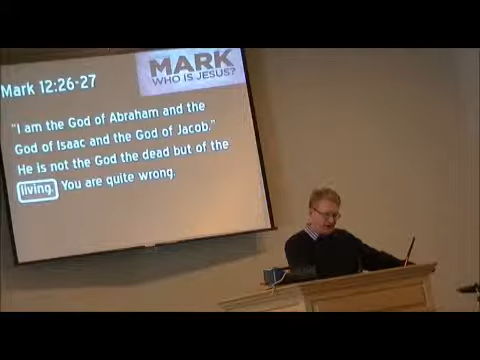 Mark 12:26-27
MARK
WHO IS JESUS?
"I am the God of Abraham and the
God of Isaac and the God of Jacob."
He is not the God the dead but of the
living. You are quite wrong.